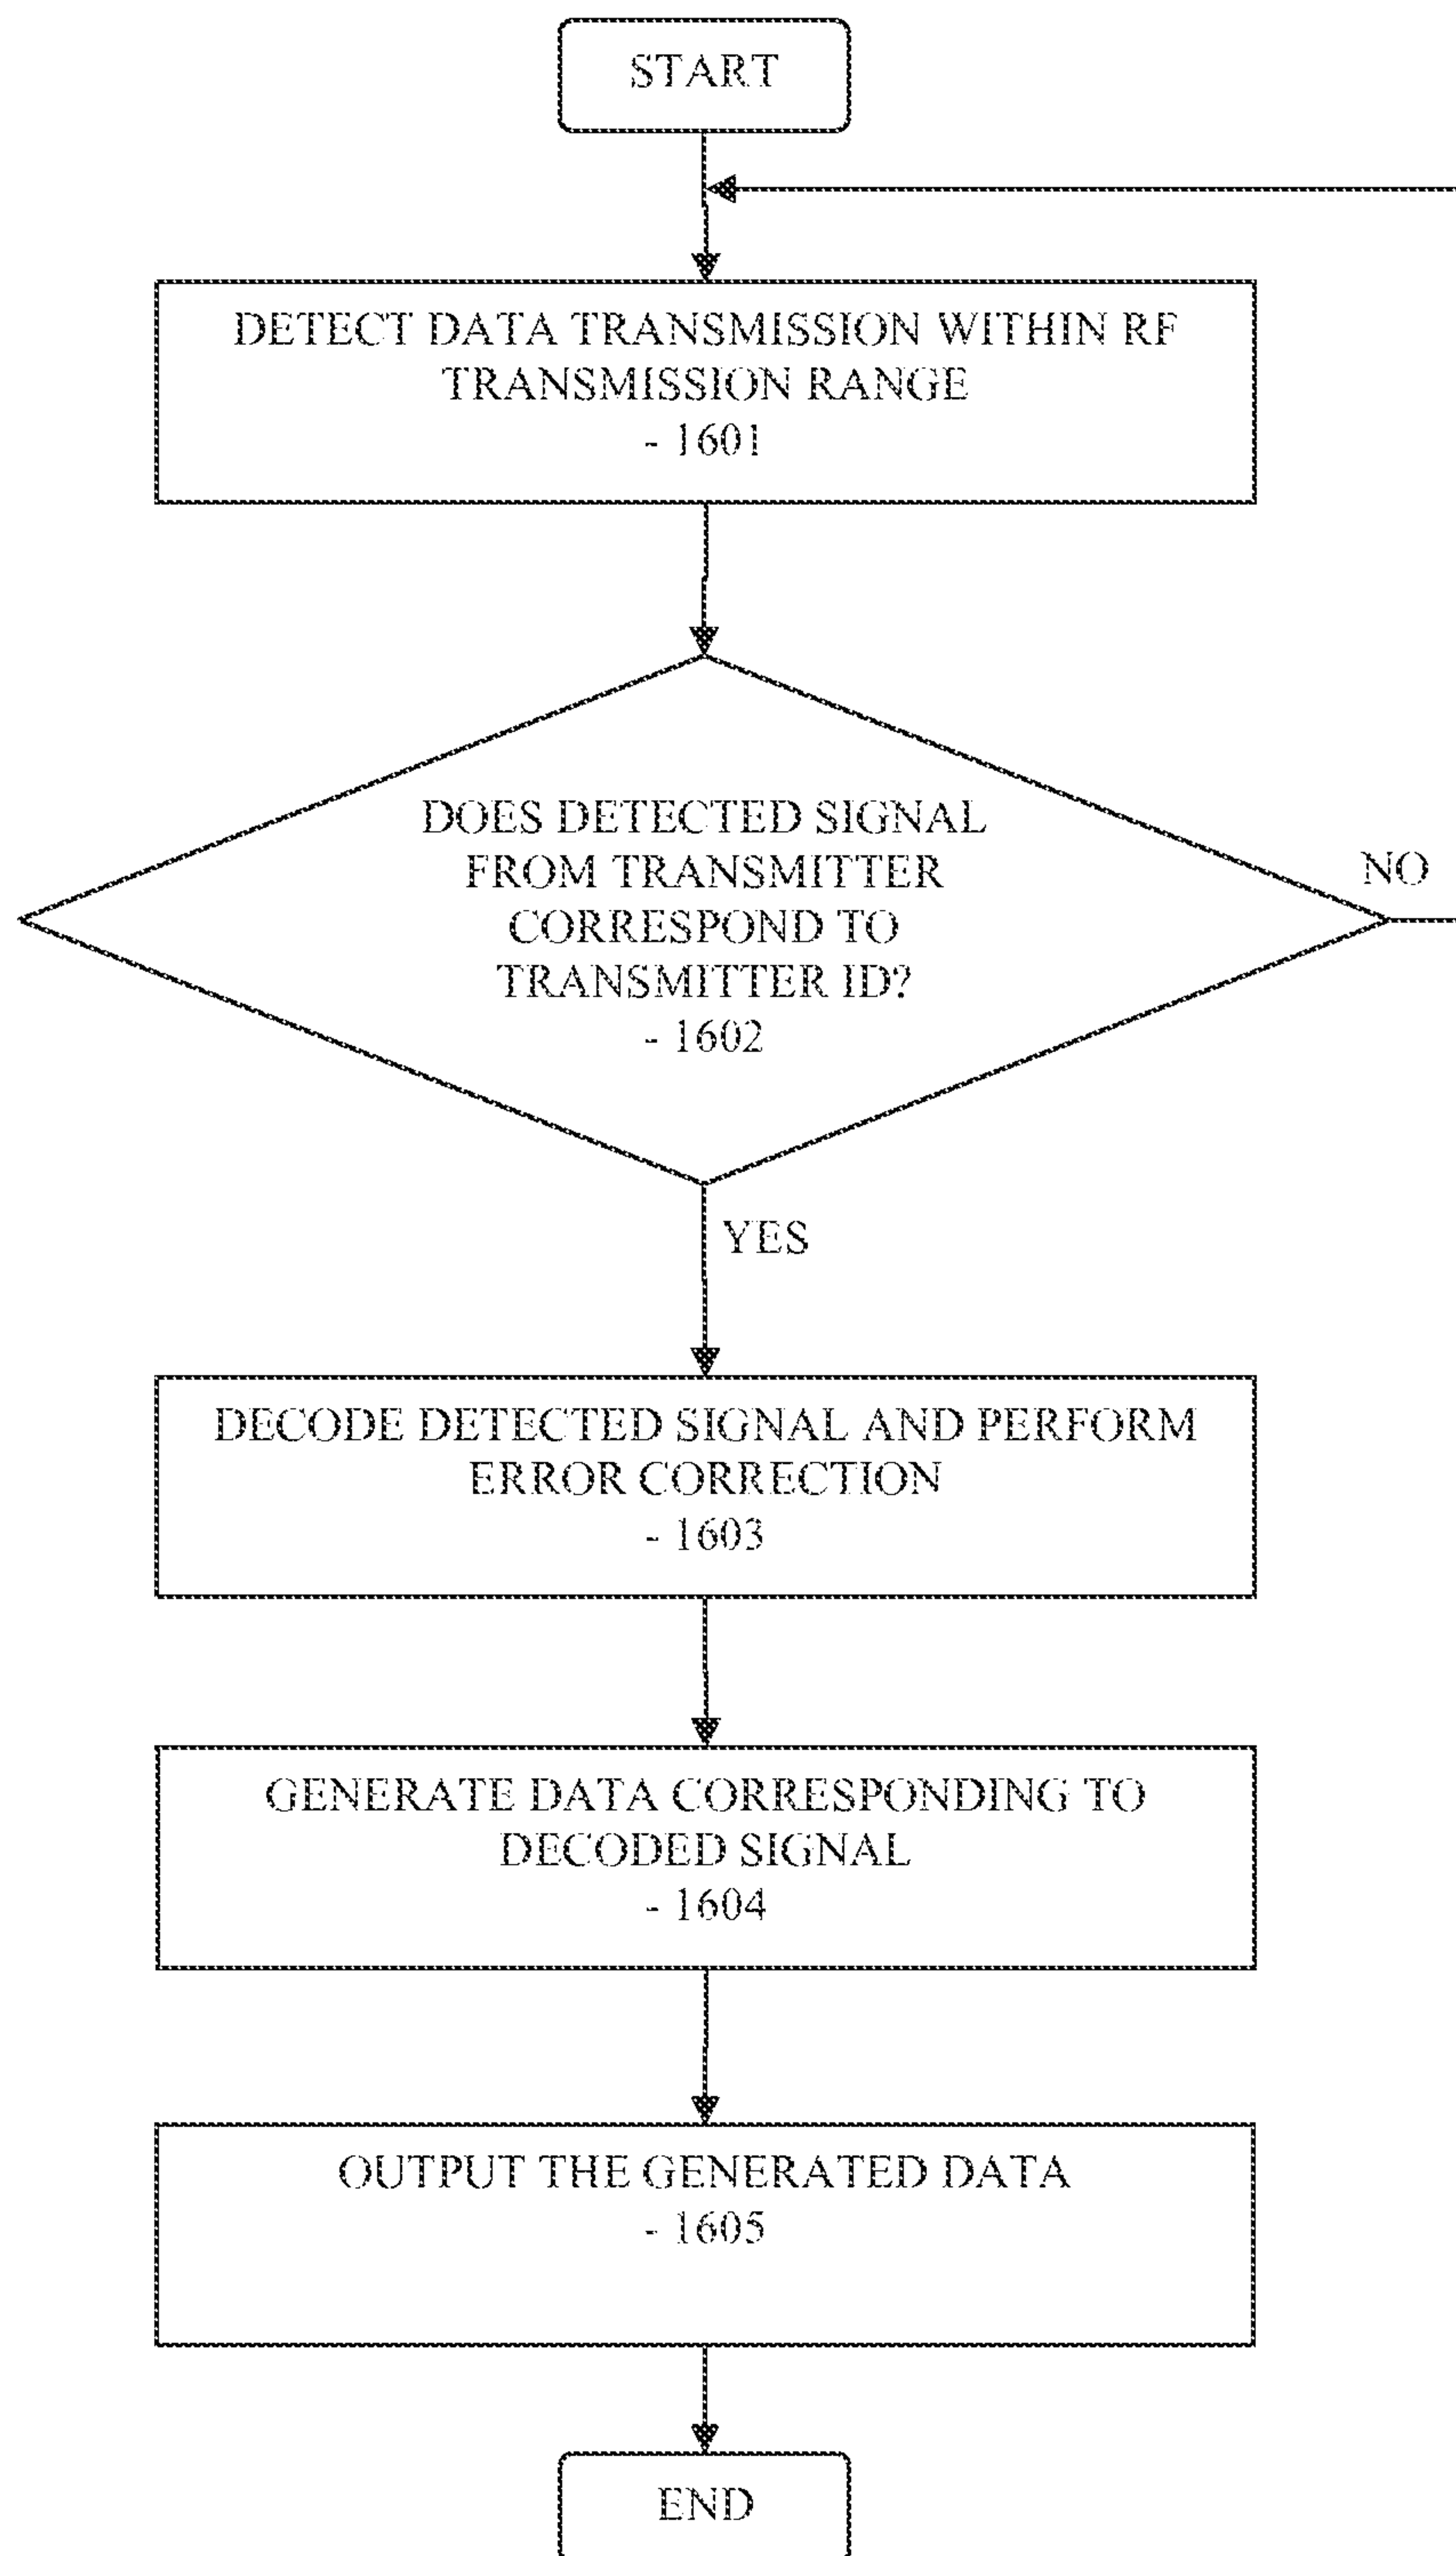 START
DETECT DATA TRANSMISSION WITHIN RF
TRANSMISSION RANGE
- 1601
DOES DETECTED SIGNAL
FROM TRANSMITTER
CORRESPOND TO
TRANSMITTER ID?
- 1602
NO
YES
DECODE DETECTED SIGNAL AND PERFORM
ERROR CORRECTION
- 1603
GENERATE DATA CORRESPONDING TO
DECODED SIGNAL
- 1604
OUTPUT THE GENERATED DATA
- 1605
END